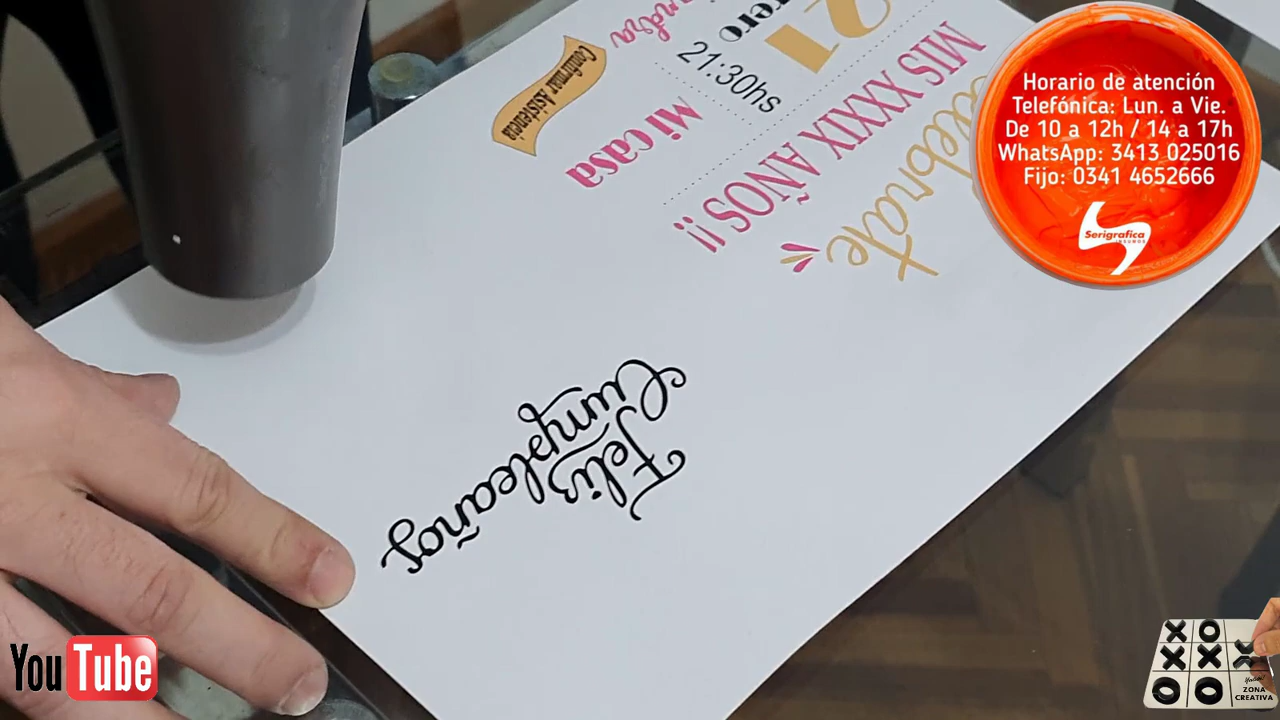 Horario de atención
Telefónica: Lun. a Vie.
De 10 a 12h / 14 a 17h
WhatsApp: 3413 025016
Fijo: 0341 4652666
Serigrafica
INSUMOS
21
21:30hs
Mi casa
Confirmar Asistencia
MIS XXXIX AÑOS !!
Feliz
Cumpleaños
YouTube
X O
X X X
O O
ZONA
CREATIVA